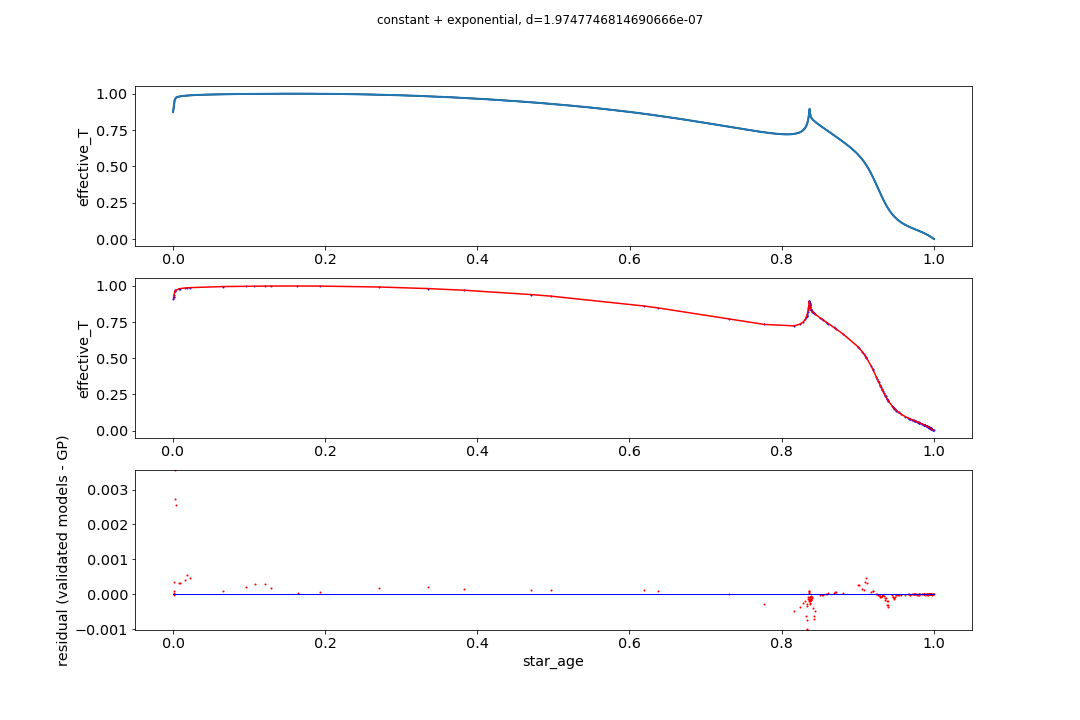 constant + exponential, d=1.9747746814690666e-07
effective_T
1.00
0.75
0.50
0.25
0.00
0.0 0.2 0.4 0.6 0.8 1.0
effective_T
1.00
0.75
0.50
0.25
0.00
0.0 0.2 0.4 0.6 0.8 1.0
residual (validated models - GP)
0.003
0.002
0.001
0.000
−0.001
0.0 0.2 0.4 0.6 0.8 1.0
star_age